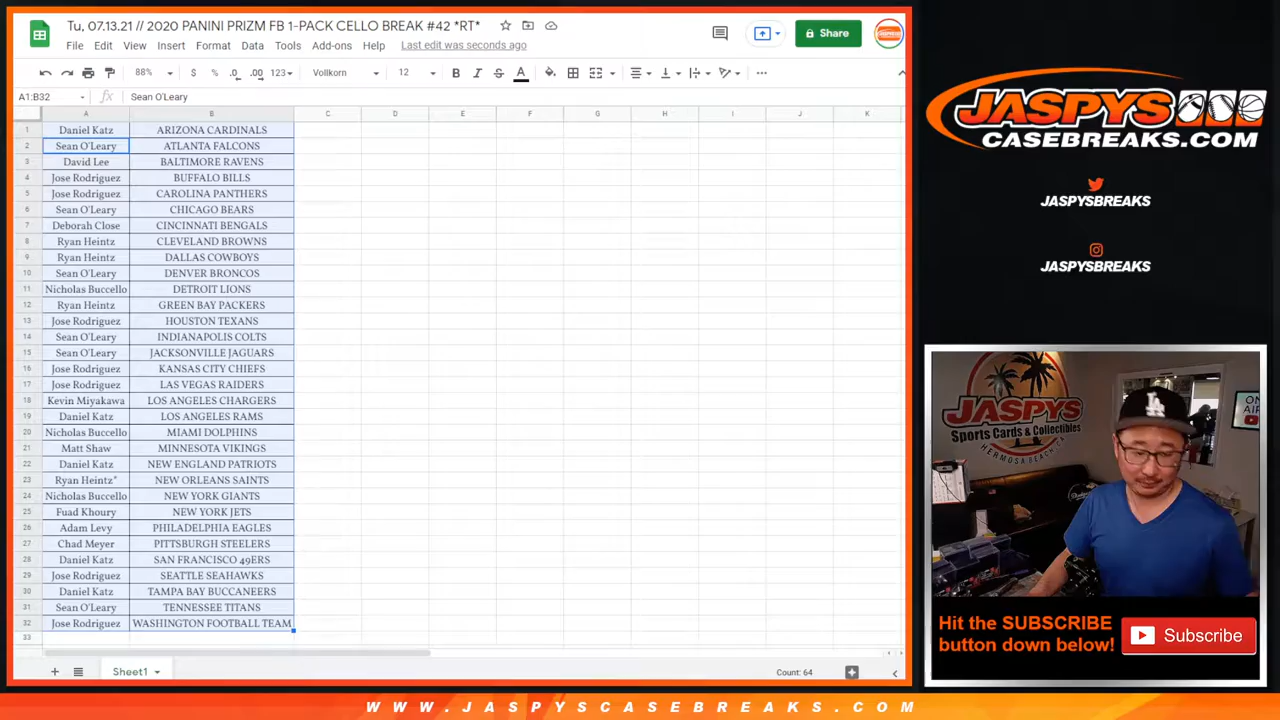 Tu, 07.13.21 // 2020 PANINI PRIZM FB 1-PACK CELLO BREAK #42 *RT*
File Edit View Insert Format Data Tools Add-ons Help Last edit was seconds ago
Share
88% $ % .0 .00 123 Vollkorn 12 B I S A
A1:B32 fx Sean O'Leary
A B C D E F G H I J K
1 Daniel Katz ARIZONA CARDINALS
2 Sean O'Leary ATLANTA FALCONS
3 David Lee BALTIMORE RAVENS
4 Jose Rodriguez BUFFALO BILLS
5 Jose Rodriguez CAROLINA PANTHERS
6 Sean O'Leary CHICAGO BEARS
7 Deborah Close CINCINNATI BENGALS
8 Ryan Heintz CLEVELAND BROWNS
9 Ryan Heintz DALLAS COWBOYS
10 Sean O'Leary DENVER BRONCOS
11 Nicholas Buccello DETROIT LIONS
12 Ryan Heintz GREEN BAY PACKERS
13 Jose Rodriguez HOUSTON TEXANS
14 Sean O'Leary INDIANAPOLIS COLTS
15 Sean O'Leary JACKSONVILLE JAGUARS
16 Jose Rodriguez KANSAS CITY CHIEFS
17 Jose Rodriguez LAS VEGAS RAIDERS
18 Kevin Miyakawa LOS ANGELES CHARGERS
19 Daniel Katz LOS ANGELES RAMS
20 Nicholas Buccello MIAMI DOLPHINS
21 Matt Shaw MINNESOTA VIKINGS
22 Daniel Katz NEW ENGLAND PATRIOTS
23 Ryan Heintz* NEW ORLEANS SAINTS
24 Nicholas Buccello NEW YORK GIANTS
25 Fuad Khoury NEW YORK JETS
26 Adam Levy PHILADELPHIA EAGLES
27 Chad Meyer PITTSBURGH STEELERS
28 Daniel Katz SAN FRANCISCO 49ERS
29 Jose Rodriguez SEATTLE SEAHAWKS
30 Daniel Katz TAMPA BAY BUCCANEERS
31 Sean O'Leary TENNESSEE TITANS
32 Jose Rodriguez WASHINGTON FOOTBALL TEAM
33
Sheet1
Count: 64
JASPYS
CASEBREAKS.COM
JASPYSBREAKS
JASPYSBREAKS
JASPYS
Sports Cards & Collectibles
HERMOSA BEACH, C
LA
ON
AIR
Hit the SUBSCRIBE
button down below!
Subscribe
WWW.JASPYSCASEBREAKS.COM